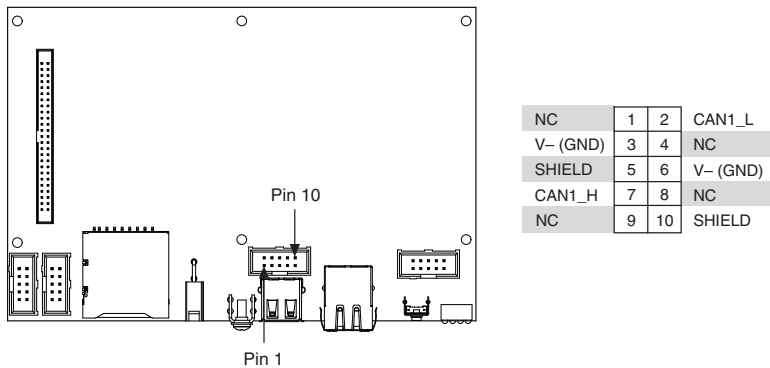 Pin 10
Pin 1
NC 1 2 CAN1_L
V– (GND) 3 4 NC
SHIELD 5 6 V– (GND)
CAN1_H 7 8 NC
NC 9 10 SHIELD